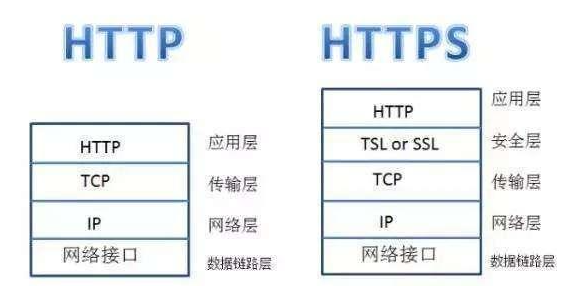 HTTP
HTTP 应用层
TCP 传输层
IP 网络层
网络接口 数据链路层
HTTPS
HTTP 应用层
TSL or SSL 安全层
TCP 传输层
IP 网络层
网络接口 数据链路层